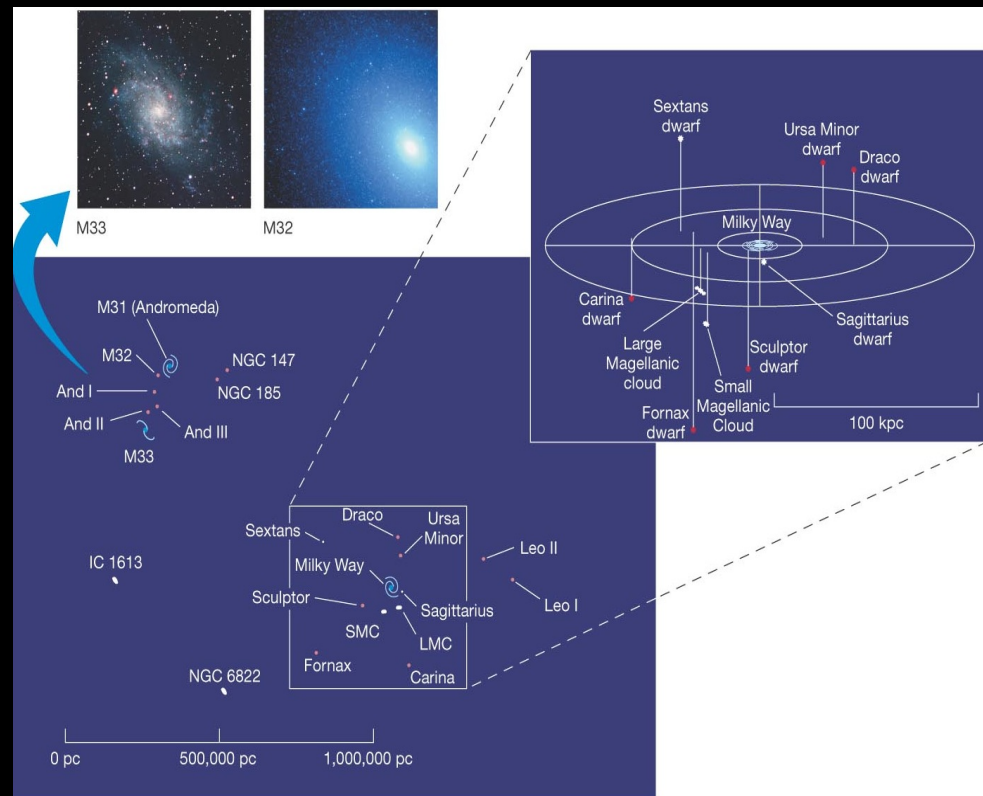 M33
M32
M31 (Andromeda)
M32
NGC 147
And I
NGC 185
And II
And III
M33
IC 1613
NGC 6822
0 pc
500,000 pc
1,000,000 pc
Sextans
Draco
Ursa
Minor
Milky Way
Sculptor
Sagittarius
SMC
LMC
Fornax
Carina
Leo II
Leo I
Sextans
dwarf
Ursa Minor
dwarf
Draco
dwarf
Milky Way
Carina
dwarf
Large
Magellanic
cloud
Sagittarius
dwarf
Sculptor
dwarf
Small
Magellanic
Cloud
Fornax
dwarf
100 kpc